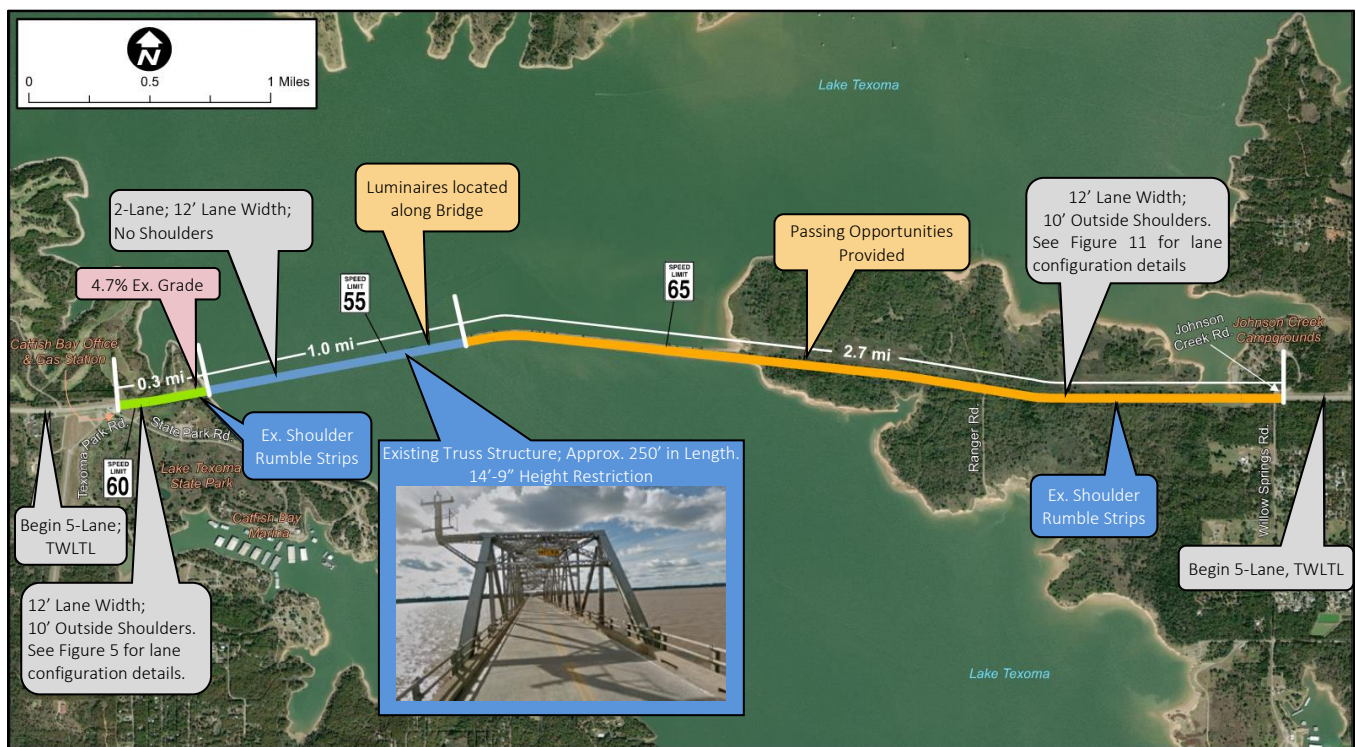 N
0 0.5 1 Miles
Lake Texoma
2-Lane; 12’ Lane Width;
No Shoulders
Luminaires located
along Bridge
12’ Lane Width;
10’ Outside Shoulders.
See Figure 11 for lane
configuration details
Passing Opportunities
Provided
4.7% Ex. Grade
SPEED
LIMIT
55
SPEED
LIMIT
65
Catfish Bay Office
& Gas Station
0.3 mi
1.0 mi
2.7 mi
Johnson
Creek Rd.
Johnson Creek
Campgrounds
Texoma Park Rd.
State Park Rd.
SPEED
LIMIT
60
Lake Texoma
State Park
Catfish Bay
Marina
Ex. Shoulder
Rumble Strips
Existing Truss Structure; Approx. 250’ in Length.
14’-9” Height Restriction
Ranger Rd.
Willow Springs Rd.
Ex. Shoulder
Rumble Strips
Begin 5-Lane;
TWLTL
Begin 5-Lane, TWLTL
12’ Lane Width;
10’ Outside Shoulders.
See Figure 5 for lane
configuration details.
Lake Texoma